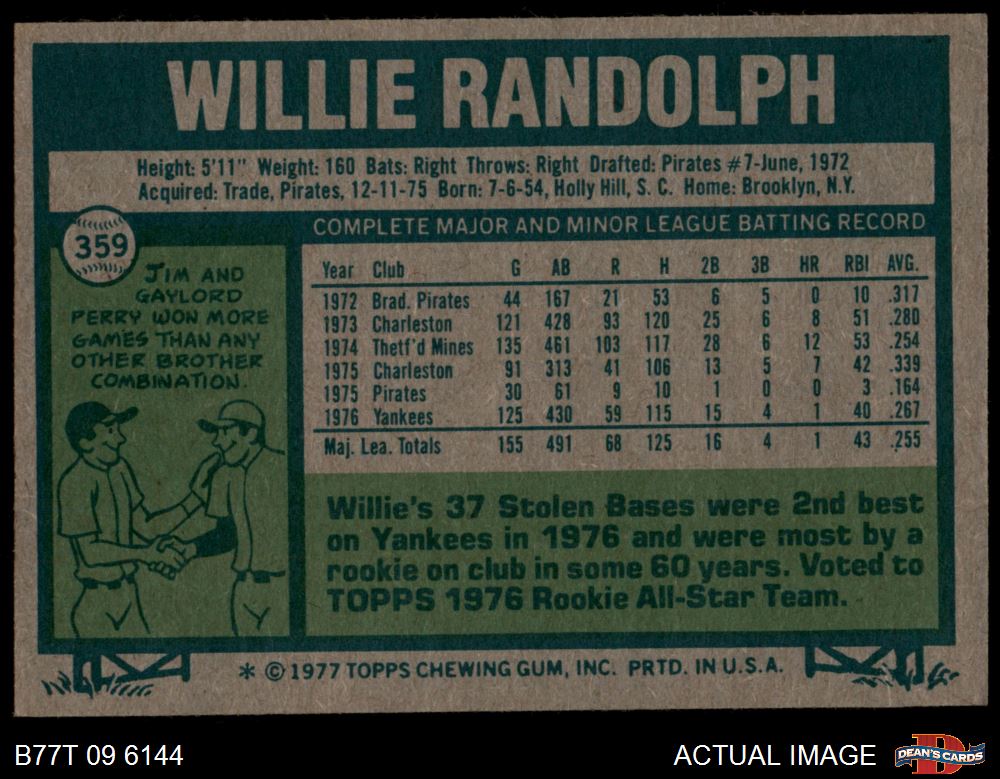 WILLIE RANDOLPH
Height: 5'11" Weight: 160 Bats: Right Throws: Right Drafted: Pirates #7-June, 1972
Acquired: Trade, Pirates, 12-11-75 Born: 7-6-54, Holly Hill, S. C. Home: Brooklyn, N.Y.
359
JIM AND
GAYLORD
PERRY WON MORE
GAMES THAN ANY
OTHER BROTHER
COMBINATION.
COMPLETE MAJOR AND MINOR LEAGUE BATTING RECORD
Year Club G AB R H 2B 3B HR RBI AVG.
1972 Brad. Pirates 44 167 21 53 6 5 0 10 .317
1973 Charleston 121 428 93 120 25 6 8 51 .280
1974 Thetf'd Mines 135 461 103 117 28 6 12 53 .254
1975 Charleston 91 313 41 106 13 5 7 42 .339
1975 Pirates 30 61 9 10 1 0 0 3 .164
1976 Yankees 125 430 59 115 15 4 1 40 .267
Maj. Lea. Totals 155 491 68 125 16 4 1 43 .255
Willie's 37 Stolen Bases were 2nd best
on Yankees in 1976 and were most by a
rookie on club in some 60 years. Voted to
TOPPS 1976 Rookie All-Star Team.
* © 1977 TOPPS CHEWING GUM, INC. PRTD. IN U.S.A.
B77T 09 6144
ACTUAL IMAGE
DEAN'S CARDS